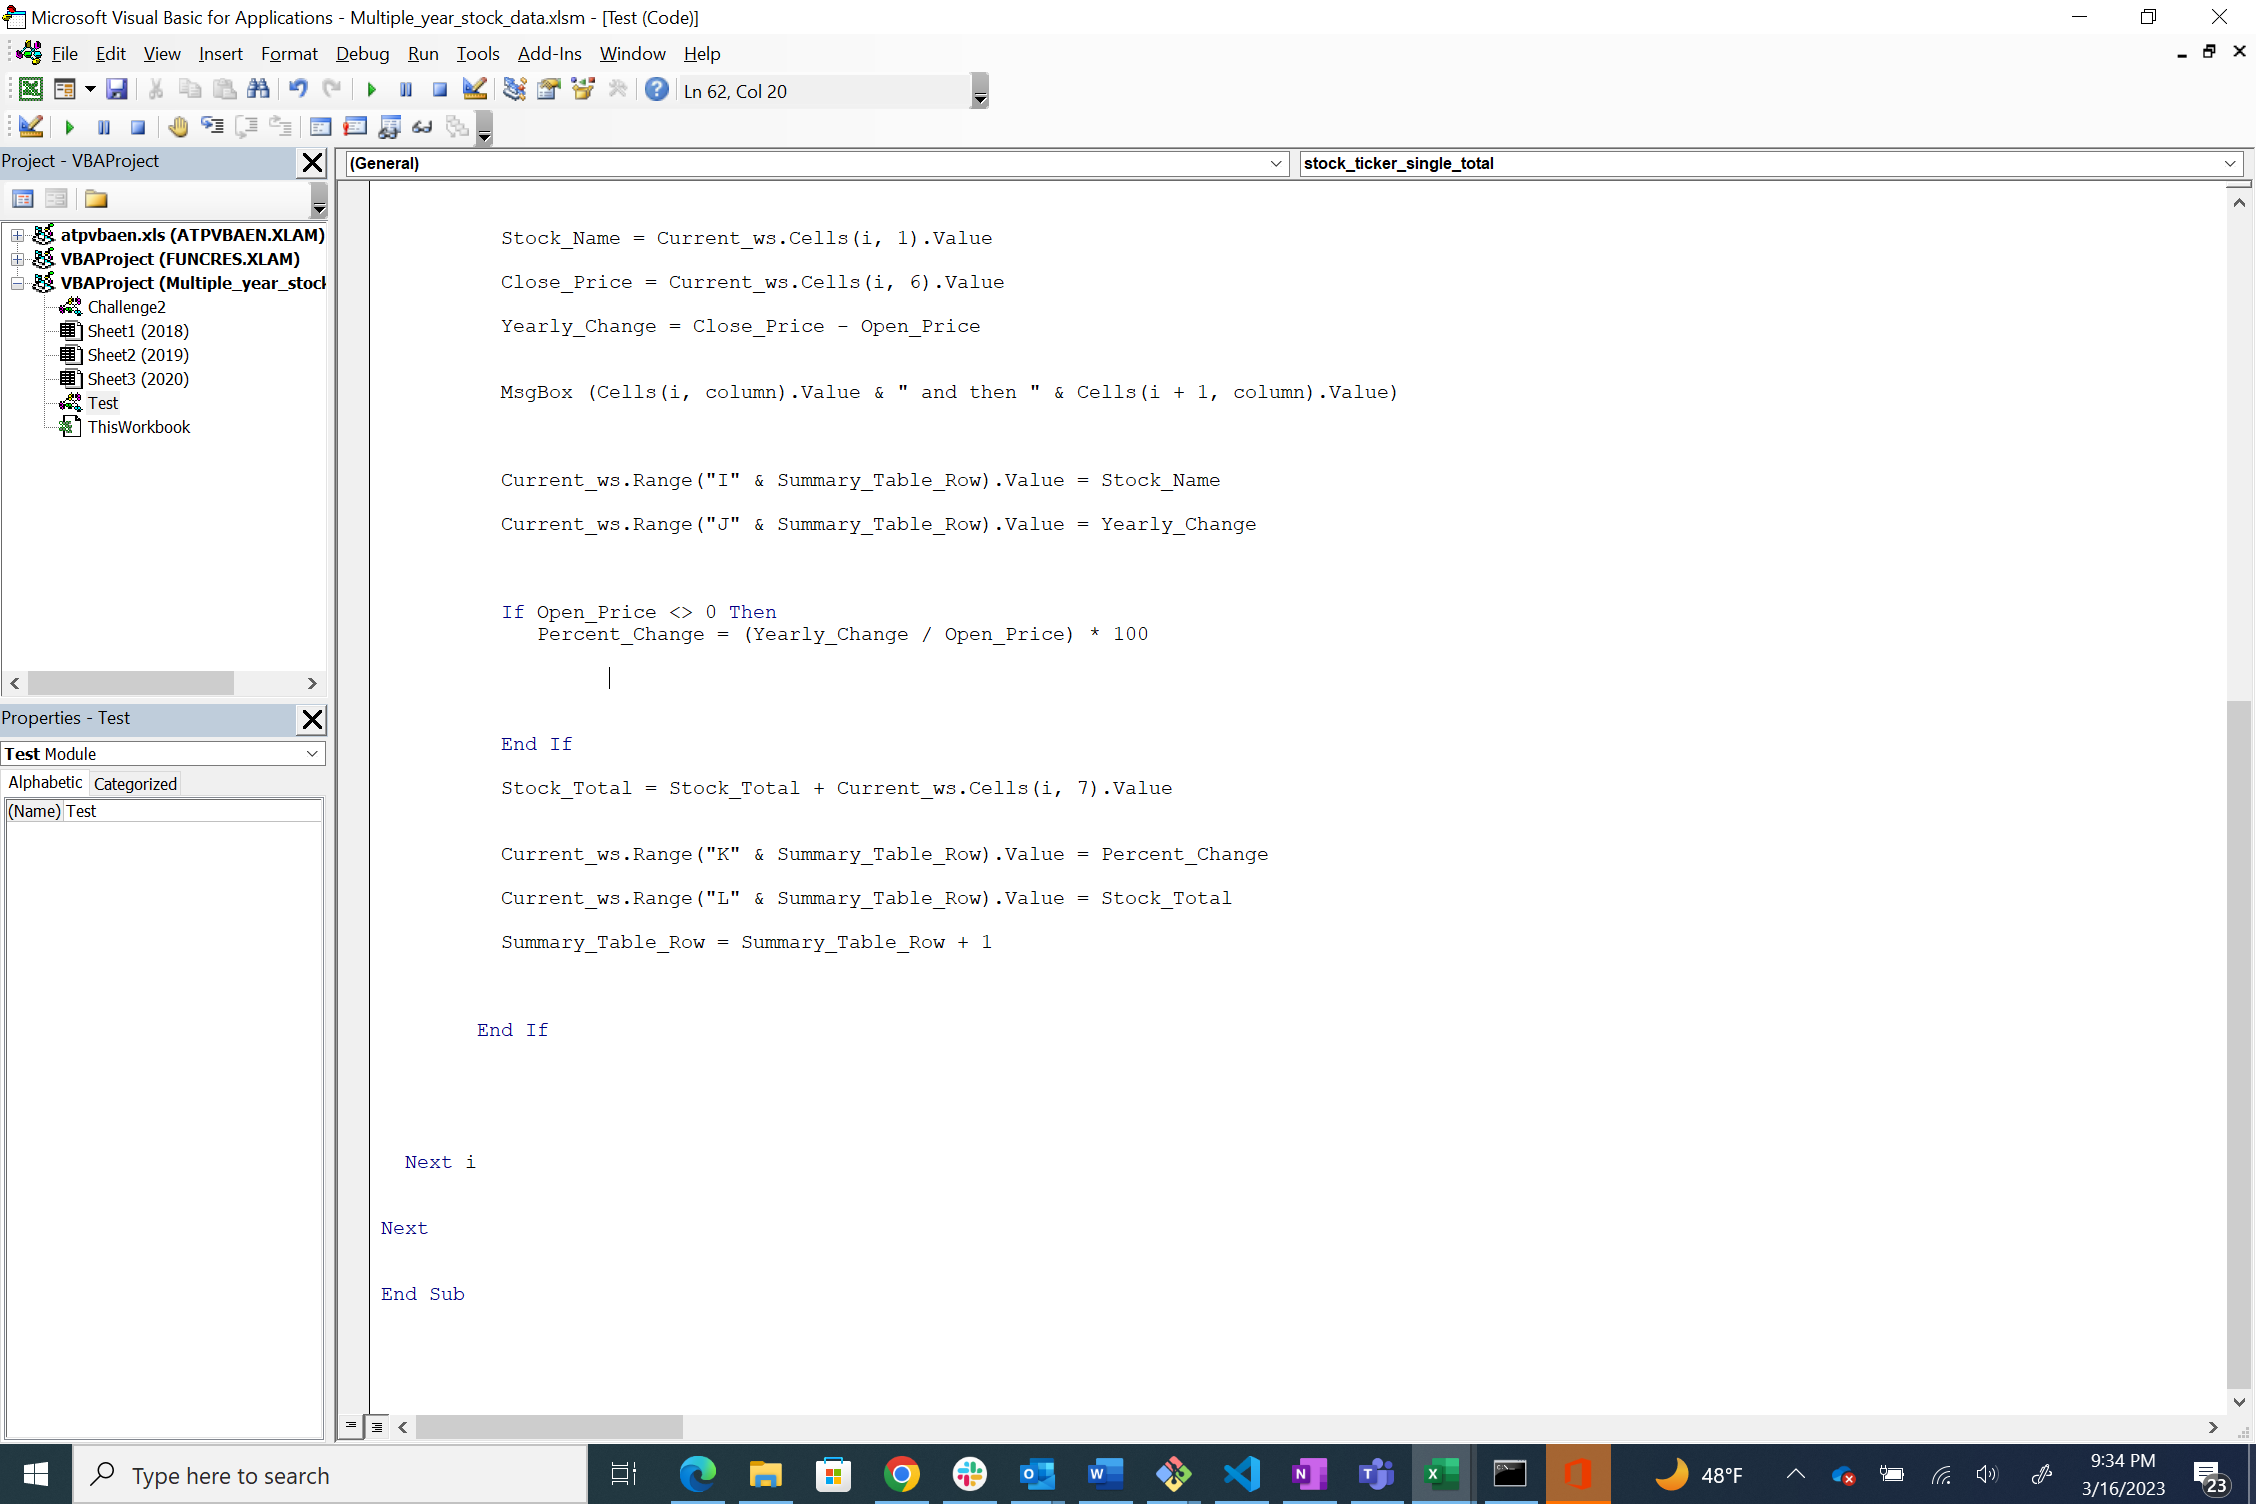 Microsoft Visual Basic for Applications - Multiple_year_stock_data.xlsm - [Test (Code)]
File Edit View Insert Format Debug Run Tools Add-Ins Window Help
Ln 62, Col 20
Project - VBAProject
(General)
stock_ticker_single_total
atpvbaen.xls (ATPVBAEN.XLAM)
VBAProject (FUNCRES.XLAM)
VBAProject (Multiple_year_stock
Challenge2
Sheet1 (2018)
Sheet2 (2019)
Sheet3 (2020)
Test
ThisWorkbook
Properties - Test
Test Module
Alphabetic Categorized
(Name) Test
Stock_Name = Current_ws.Cells(i, 1).Value
Close_Price = Current_ws.Cells(i, 6).Value
Yearly_Change = Close_Price - Open_Price
MsgBox (Cells(i, column).Value & " and then " & Cells(i + 1, column).Value)
Current_ws.Range("I" & Summary_Table_Row).Value = Stock_Name
Current_ws.Range("J" & Summary_Table_Row).Value = Yearly_Change
If Open_Price <> 0 Then
Percent_Change = (Yearly_Change / Open_Price) * 100
End If
Stock_Total = Stock_Total + Current_ws.Cells(i, 7).Value
Current_ws.Range("K" & Summary_Table_Row).Value = Percent_Change
Current_ws.Range("L" & Summary_Table_Row).Value = Stock_Total
Summary_Table_Row = Summary_Table_Row + 1
End If
Next i
Next
End Sub
Type here to search
48°F
9:34 PM
3/16/2023
23